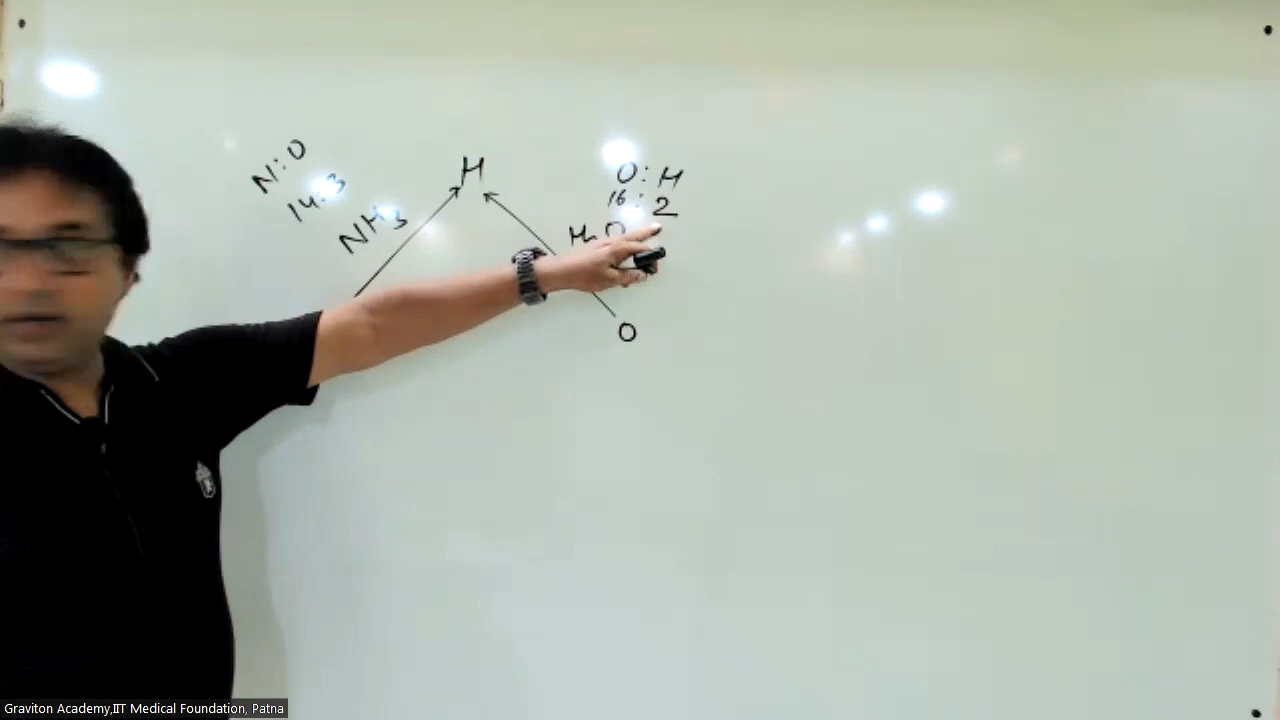 N:O
14:3
NH3
H
O:H
16:2
H2O
O
Graviton Academy,IIT Medical Foundation, Patna